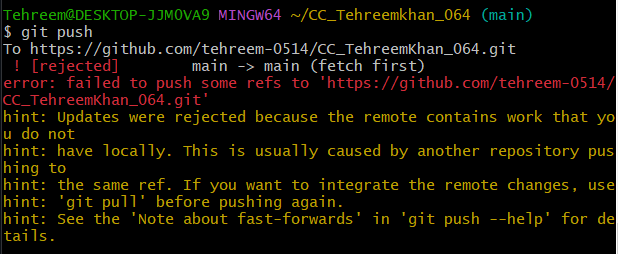 Tehreem@DESKTOP-JJM0VA9 MINGW64 ~/CC_Tehreemkhan_064 (main)
$ git push
To https://github.com/tehreem-0514/CC_TehreemKhan_064.git
 ! [rejected]        main -> main (fetch first)
error: failed to push some refs to 'https://github.com/tehreem-0514/
CC_TehreemKhan_064.git'
hint: Updates were rejected because the remote contains work that yo
u do not
hint: have locally. This is usually caused by another repository pus
hing to
hint: the same ref. If you want to integrate the remote changes, use
hint: 'git pull' before pushing again.
hint: See the 'Note about fast-forwards' in 'git push --help' for de
tails.